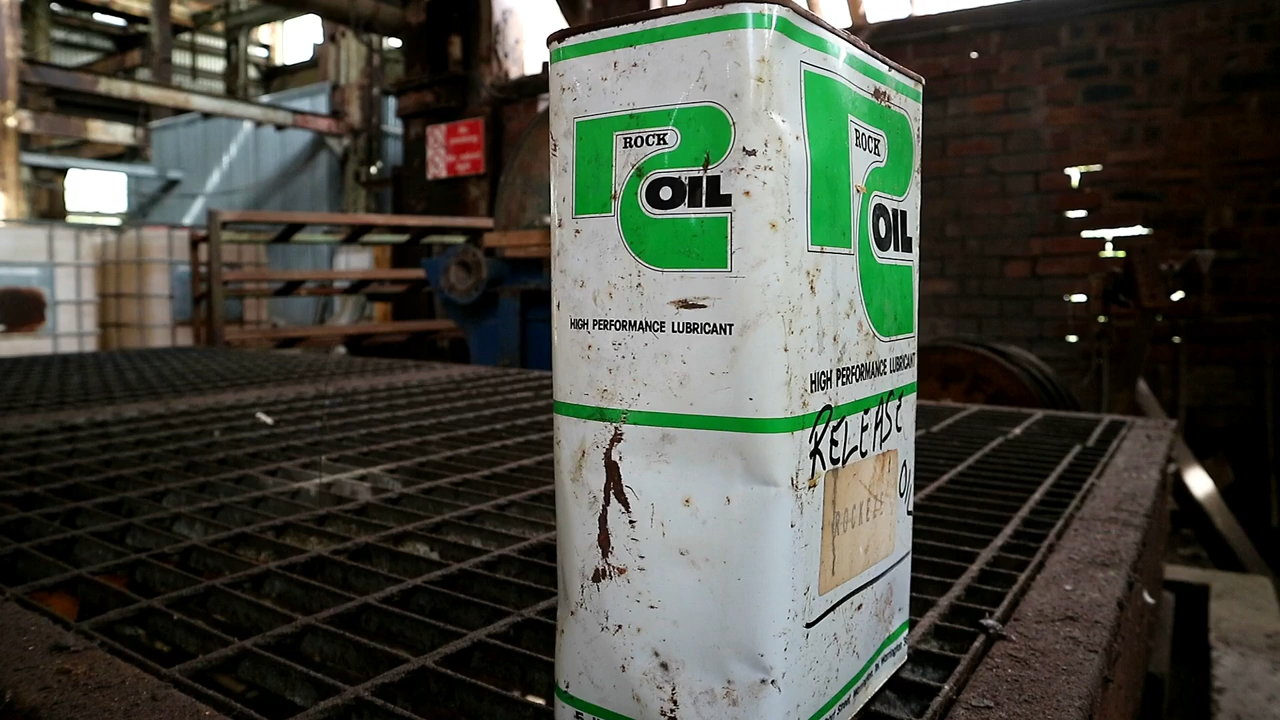 ROCK
OIL
HIGH PERFORMANCE LUBRICANT
ROCK
OIL
HIGH PERFORMANCE LUBRICANT
RELEASE
OIL